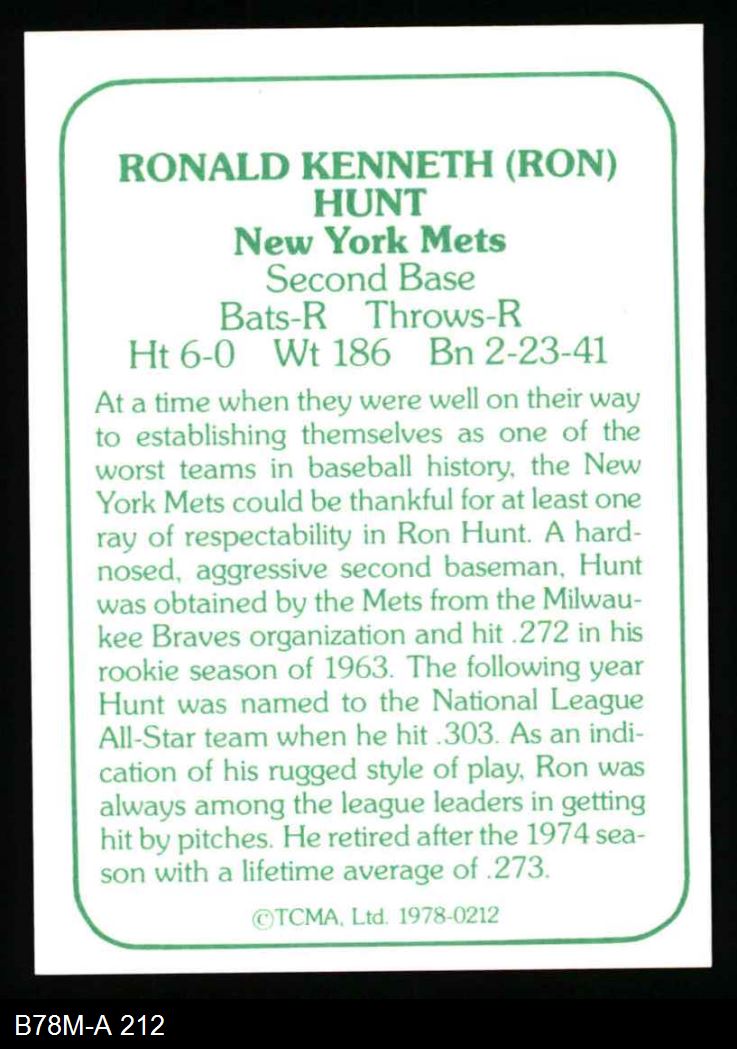 RONALD KENNETH (RON)
HUNT
New York Mets
Second Base
Bats-R Throws-R
Ht 6-0 Wt 186 Bn 2-23-41
At a time when they were well on their way
to establishing themselves as one of the
worst teams in baseball history, the New
York Mets could be thankful for at least one
ray of respectability in Ron Hunt. A hard-
nosed, aggressive second baseman, Hunt
was obtained by the Mets from the Milwau-
kee Braves organization and hit .272 in his
rookie season of 1963. The following year
Hunt was named to the National League
All-Star team when he hit .303. As an indi-
cation of his rugged style of play, Ron was
always among the league leaders in getting
hit by pitches. He retired after the 1974 sea-
son with a lifetime average of .273.
©TCMA, Ltd. 1978-0212
B78M-A 212